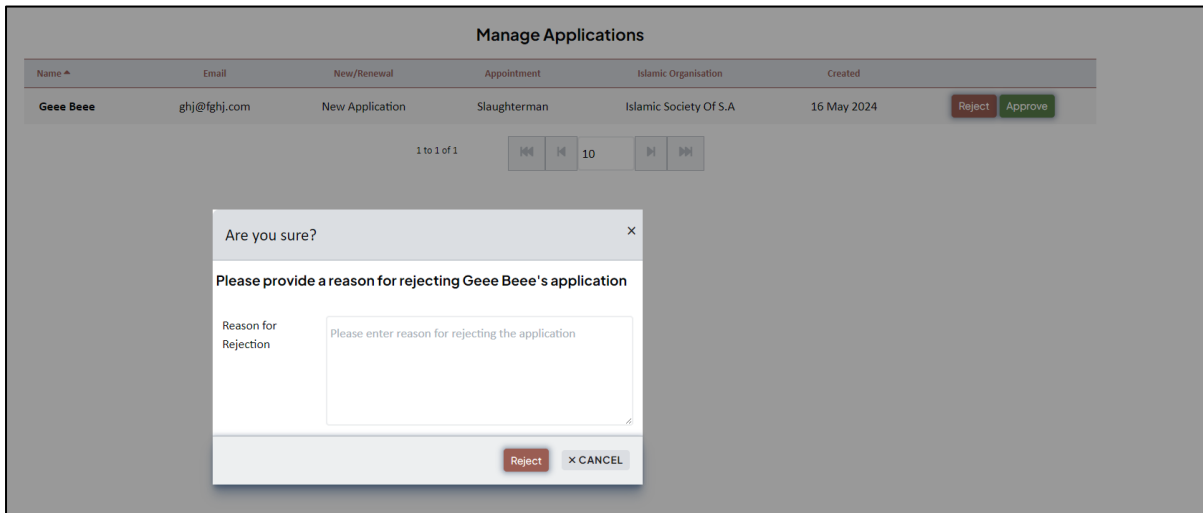 Manage Applications
Name Email New/Renewal Appointment Islamic Organisation Created
Geee Beee ghj@fghj.com New Application Slaughterman Islamic Society Of S.A 16 May 2024 Reject Approve
1 to 1 of 1 10
Are you sure? ×
Please provide a reason for rejecting Geee Beee's application
Reason for
Rejection
Please enter reason for rejecting the application
Reject × CANCEL